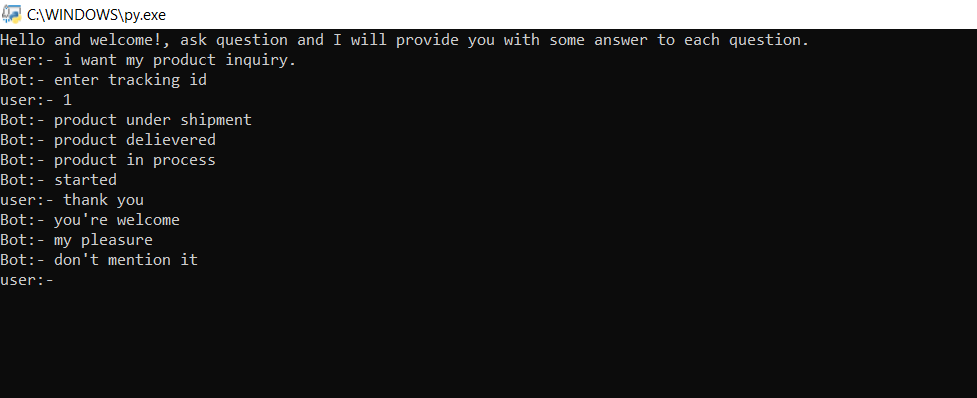 C:\WINDOWS\py.exe
Hello and welcome!, ask question and I will provide you with some answer to each question.
user:- i want my product inquiry.
Bot:- enter tracking id
user:- 1
Bot:- product under shipment
Bot:- product delievered
Bot:- product in process
Bot:- started
user:- thank you
Bot:- you're welcome
Bot:- my pleasure
Bot:- don't mention it
user:-